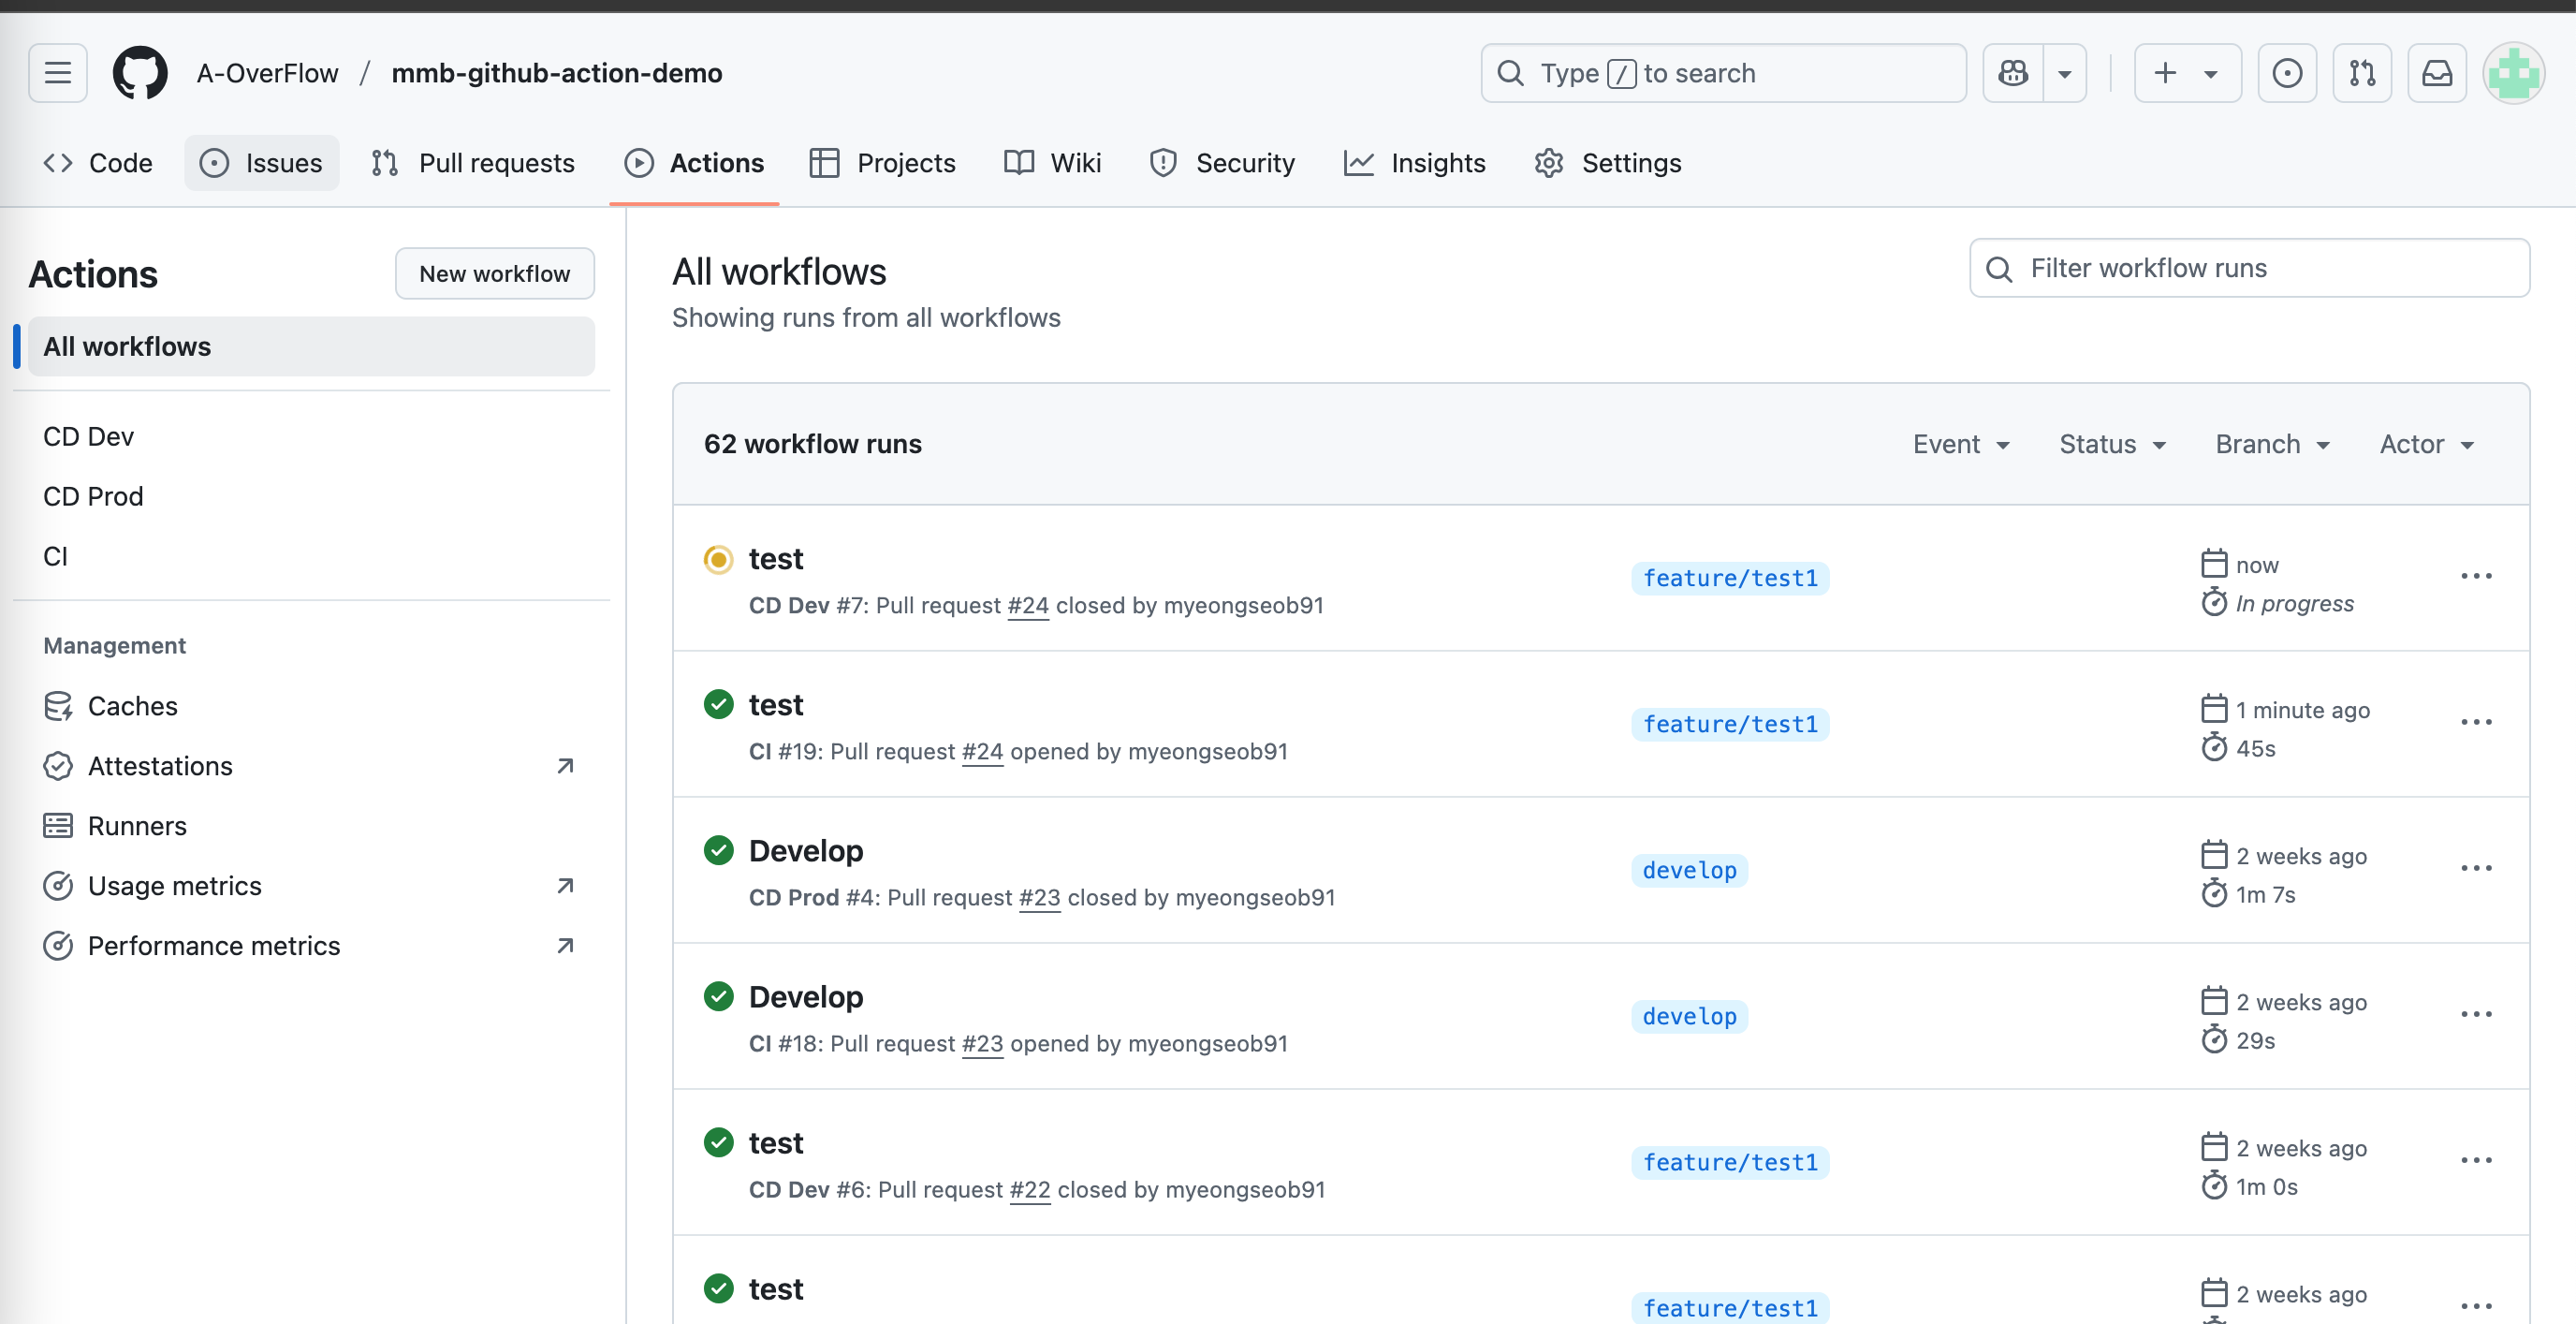 A-OverFlow / mmb-github-action-demo
Type / to search
Code Issues Pull requests Actions Projects Wiki Security Insights Settings
Actions
New workflow
All workflows
CD Dev
CD Prod
CI
Management
Caches
Attestations
Runners
Usage metrics
Performance metrics
All workflows
Showing runs from all workflows
Filter workflow runs
62 workflow runs
Event Status Branch Actor
test
CD Dev #7: Pull request #24 closed by myeongseob91
feature/test1
now
In progress
test
CI #19: Pull request #24 opened by myeongseob91
feature/test1
1 minute ago
45s
Develop
CD Prod #4: Pull request #23 closed by myeongseob91
develop
2 weeks ago
1m 7s
Develop
CI #18: Pull request #23 opened by myeongseob91
develop
2 weeks ago
29s
test
CD Dev #6: Pull request #22 closed by myeongseob91
feature/test1
2 weeks ago
1m 0s
test
feature/test1
2 weeks ago